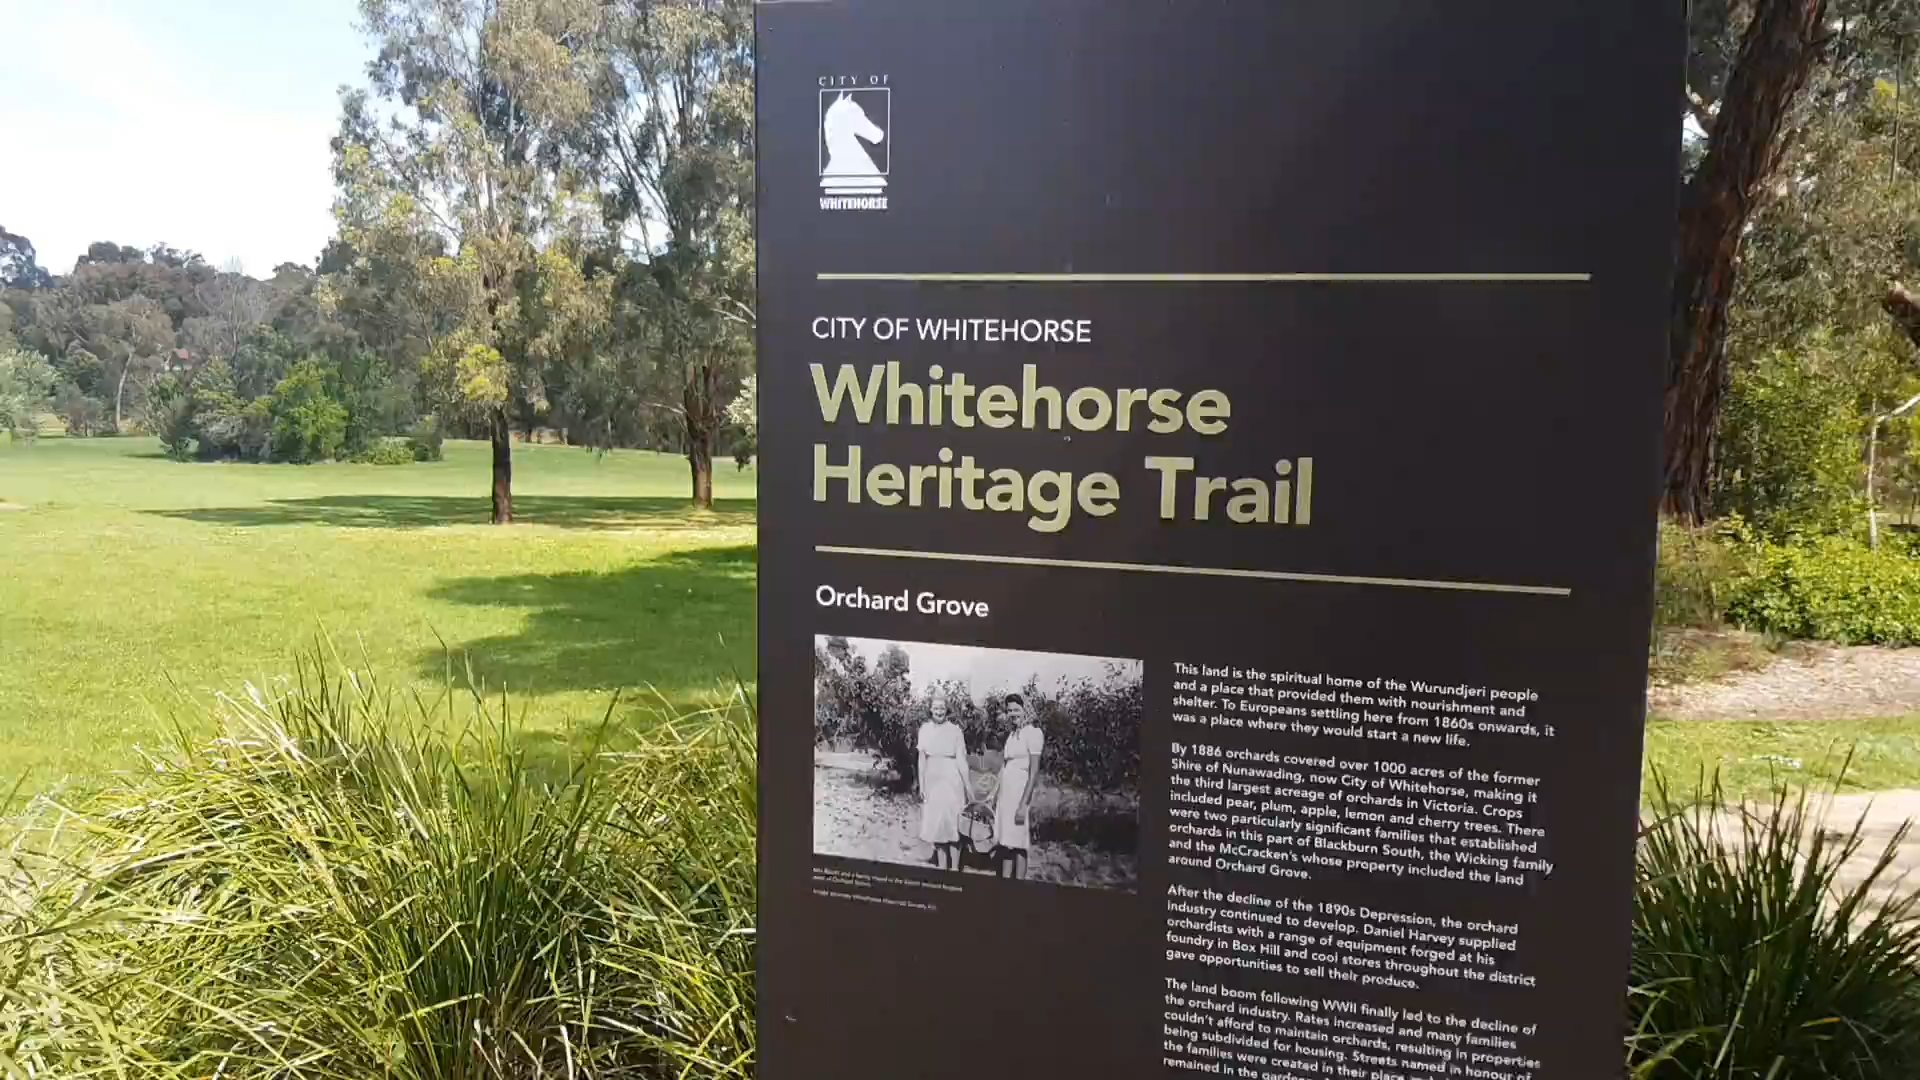 CITY OF
WHITEHORSE
CITY OF WHITEHORSE
Whitehorse
Heritage Trail
Orchard Grove
This land is the spiritual home of the Wurundjeri people
and a place that provided them with nourishment and
shelter. To Europeans settling here from 1860s onwards, it
was a place where they would start a new life.
By 1886 orchards covered over 1000 acres of the former
Shire of Nunawading, now City of Whitehorse, making it
the third largest acreage of orchards in Victoria. Crops
included pear, plum, apple, lemon and cherry trees. There
were two particularly significant families that established
orchards in this part of Blackburn South, the Wicking family
and the McCracken's whose property included the land
around Orchard Grove.
After the decline of the 1890s Depression, the orchard
industry continued to develop. Daniel Harvey supplied
orchardists with a range of equipment forged at his
foundry in Box Hill and cool stores throughout the district
gave opportunities to sell their produce.
The land boom following WWII finally led to the decline of
the orchard industry. Rates increased and many families
couldn't afford to maintain orchards, resulting in properties
being subdivided for housing. Streets named in honour of
the families were created in their place
remained in the